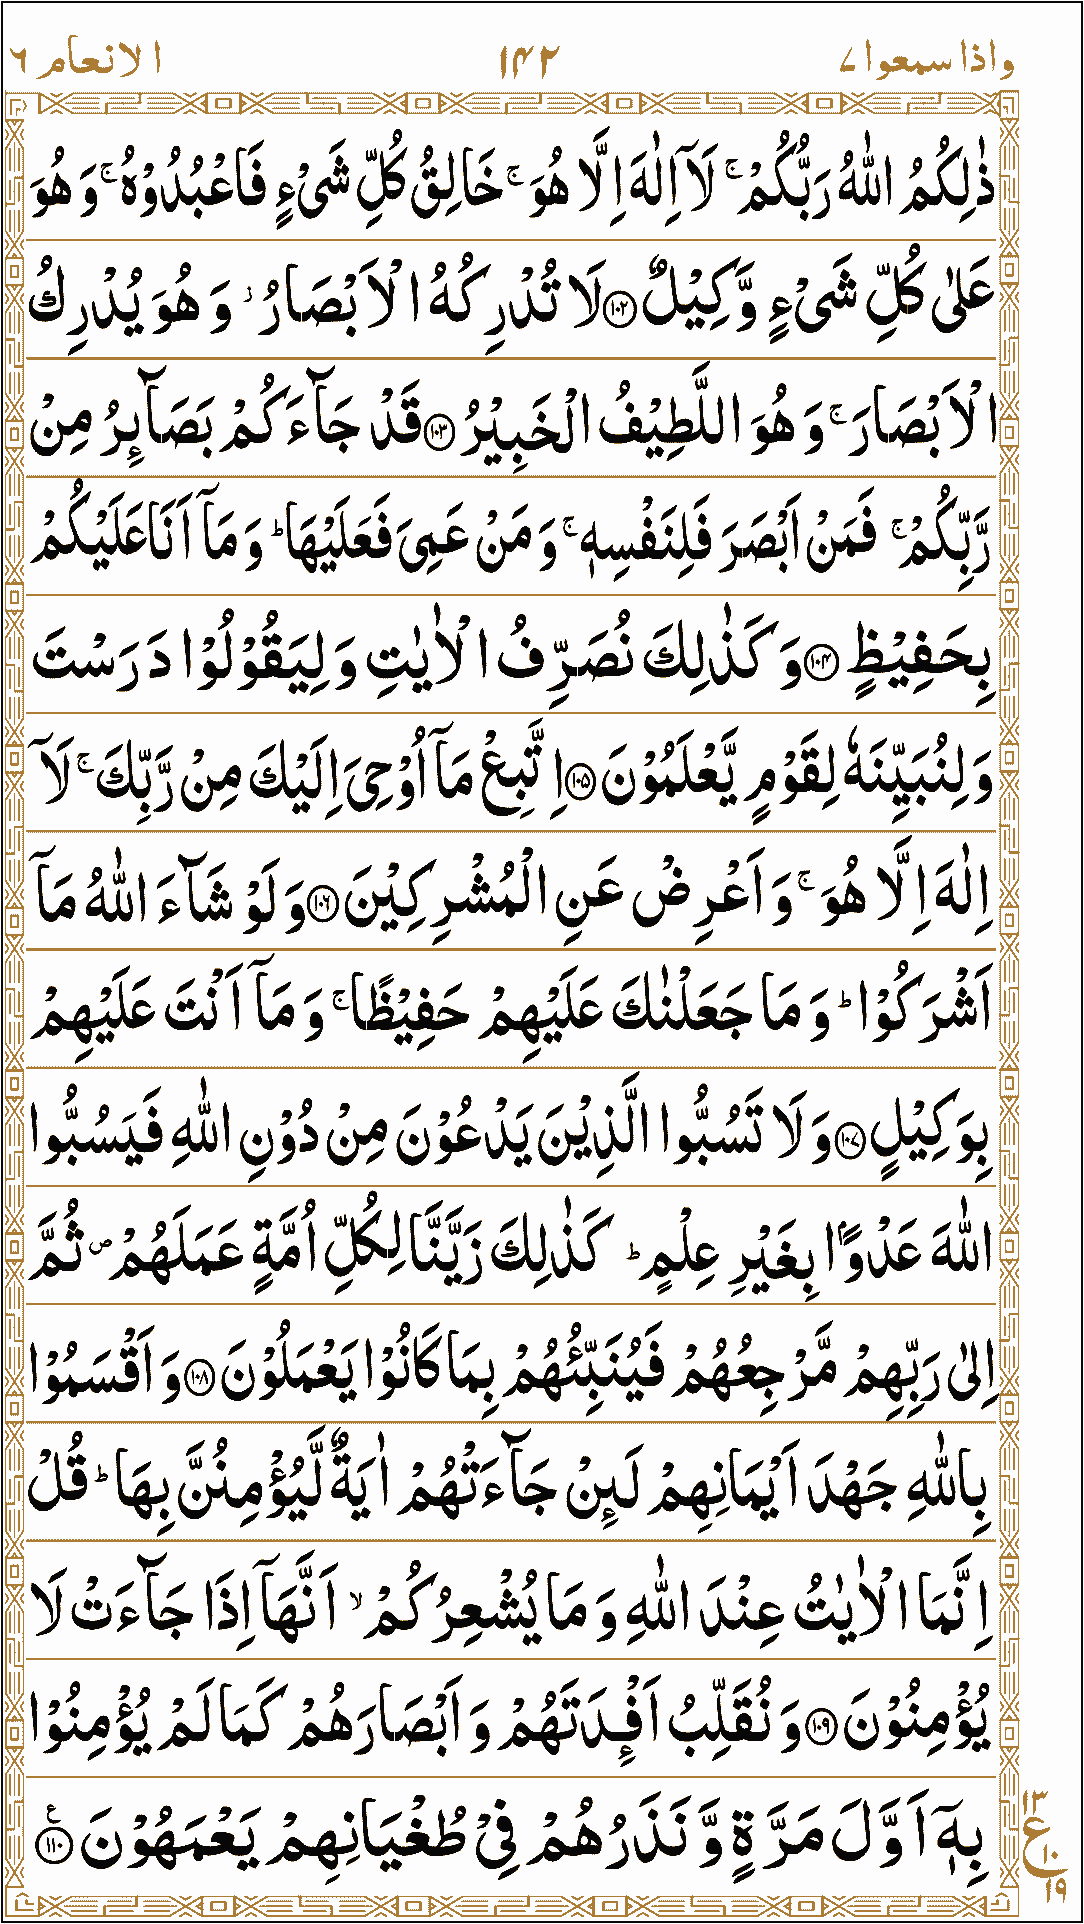 واذا سمعوا ٧ ١٤٢ الانعام ٦
ذٰلِكُمُ اللّٰهُ رَبُّكُمْ ۚ لَاۤ اِلٰهَ اِلَّا هُوَ ۚ خَالِقُ كُلِّ شَیْءٍ فَاعْبُدُوْهُ ۚ وَ هُوَ
عَلٰی كُلِّ شَیْءٍ وَّكِیْلٌ ۝۱۰۲ لَا تُدْرِكُهُ الْاَبْصَارُ ؗ وَ هُوَ یُدْرِكُ
الْاَبْصَارَ ۚ وَ هُوَ اللَّطِیْفُ الْخَبِیْرُ ۝۱۰۳ قَدْ جَآءَكُمْ بَصَآىِٕرُ مِنْ
رَّبِّكُمْ ۚ فَمَنْ اَبْصَرَ فَلِنَفْسِهٖ ۚ وَ مَنْ عَمِیَ فَعَلَیْهَا ؕ وَ مَاۤ اَنَا عَلَیْكُمْ
بِحَفِیْظٍ ۝۱۰۴ وَ كَذٰلِكَ نُصَرِّفُ الْاٰیٰتِ وَ لِیَقُوْلُوْا دَرَسْتَ
وَ لِنُبَیِّنَهٗ لِقَوْمٍ یَّعْلَمُوْنَ ۝۱۰۵ اِتَّبِعْ مَاۤ اُوْحِیَ اِلَیْكَ مِنْ رَّبِّكَ ۚ لَاۤ
اِلٰهَ اِلَّا هُوَ ۚ وَ اَعْرِضْ عَنِ الْمُشْرِكِیْنَ ۝۱۰۶ وَ لَوْ شَآءَ اللّٰهُ مَاۤ
اَشْرَكُوْا ؕ وَ مَا جَعَلْنٰكَ عَلَیْهِمْ حَفِیْظًا ۚ وَ مَاۤ اَنْتَ عَلَیْهِمْ
بِوَكِیْلٍ ۝۱۰۷ وَ لَا تَسُبُّوا الَّذِیْنَ یَدْعُوْنَ مِنْ دُوْنِ اللّٰهِ فَیَسُبُّوا
اللّٰهَ عَدْوًۢا بِغَیْرِ عِلْمٍ ؕ كَذٰلِكَ زَیَّنَّا لِكُلِّ اُمَّةٍ عَمَلَهُمْ ۪ ثُمَّ
اِلٰی رَبِّهِمْ مَّرْجِعُهُمْ فَیُنَبِّئُهُمْ بِمَا كَانُوْا یَعْمَلُوْنَ ۝۱۰۸ وَ اَقْسَمُوْا
بِاللّٰهِ جَهْدَ اَیْمَانِهِمْ لَىِٕنْ جَآءَتْهُمْ اٰیَةٌ لَّیُؤْمِنُنَّ بِهَا ؕ قُلْ
اِنَّمَا الْاٰیٰتُ عِنْدَ اللّٰهِ وَ مَا یُشْعِرُكُمْ ۙ اَنَّهَاۤ اِذَا جَآءَتْ لَا
یُؤْمِنُوْنَ ۝۱۰۹ وَ نُقَلِّبُ اَفْـِٕدَتَهُمْ وَ اَبْصَارَهُمْ كَمَا لَمْ یُؤْمِنُوْا
بِهٖۤ اَوَّلَ مَرَّةٍ وَّ نَذَرُهُمْ فِیْ طُغْیَانِهِمْ یَعْمَهُوْنَ ۝۱۱۰ ع
١٣
ع
١٠
١٩